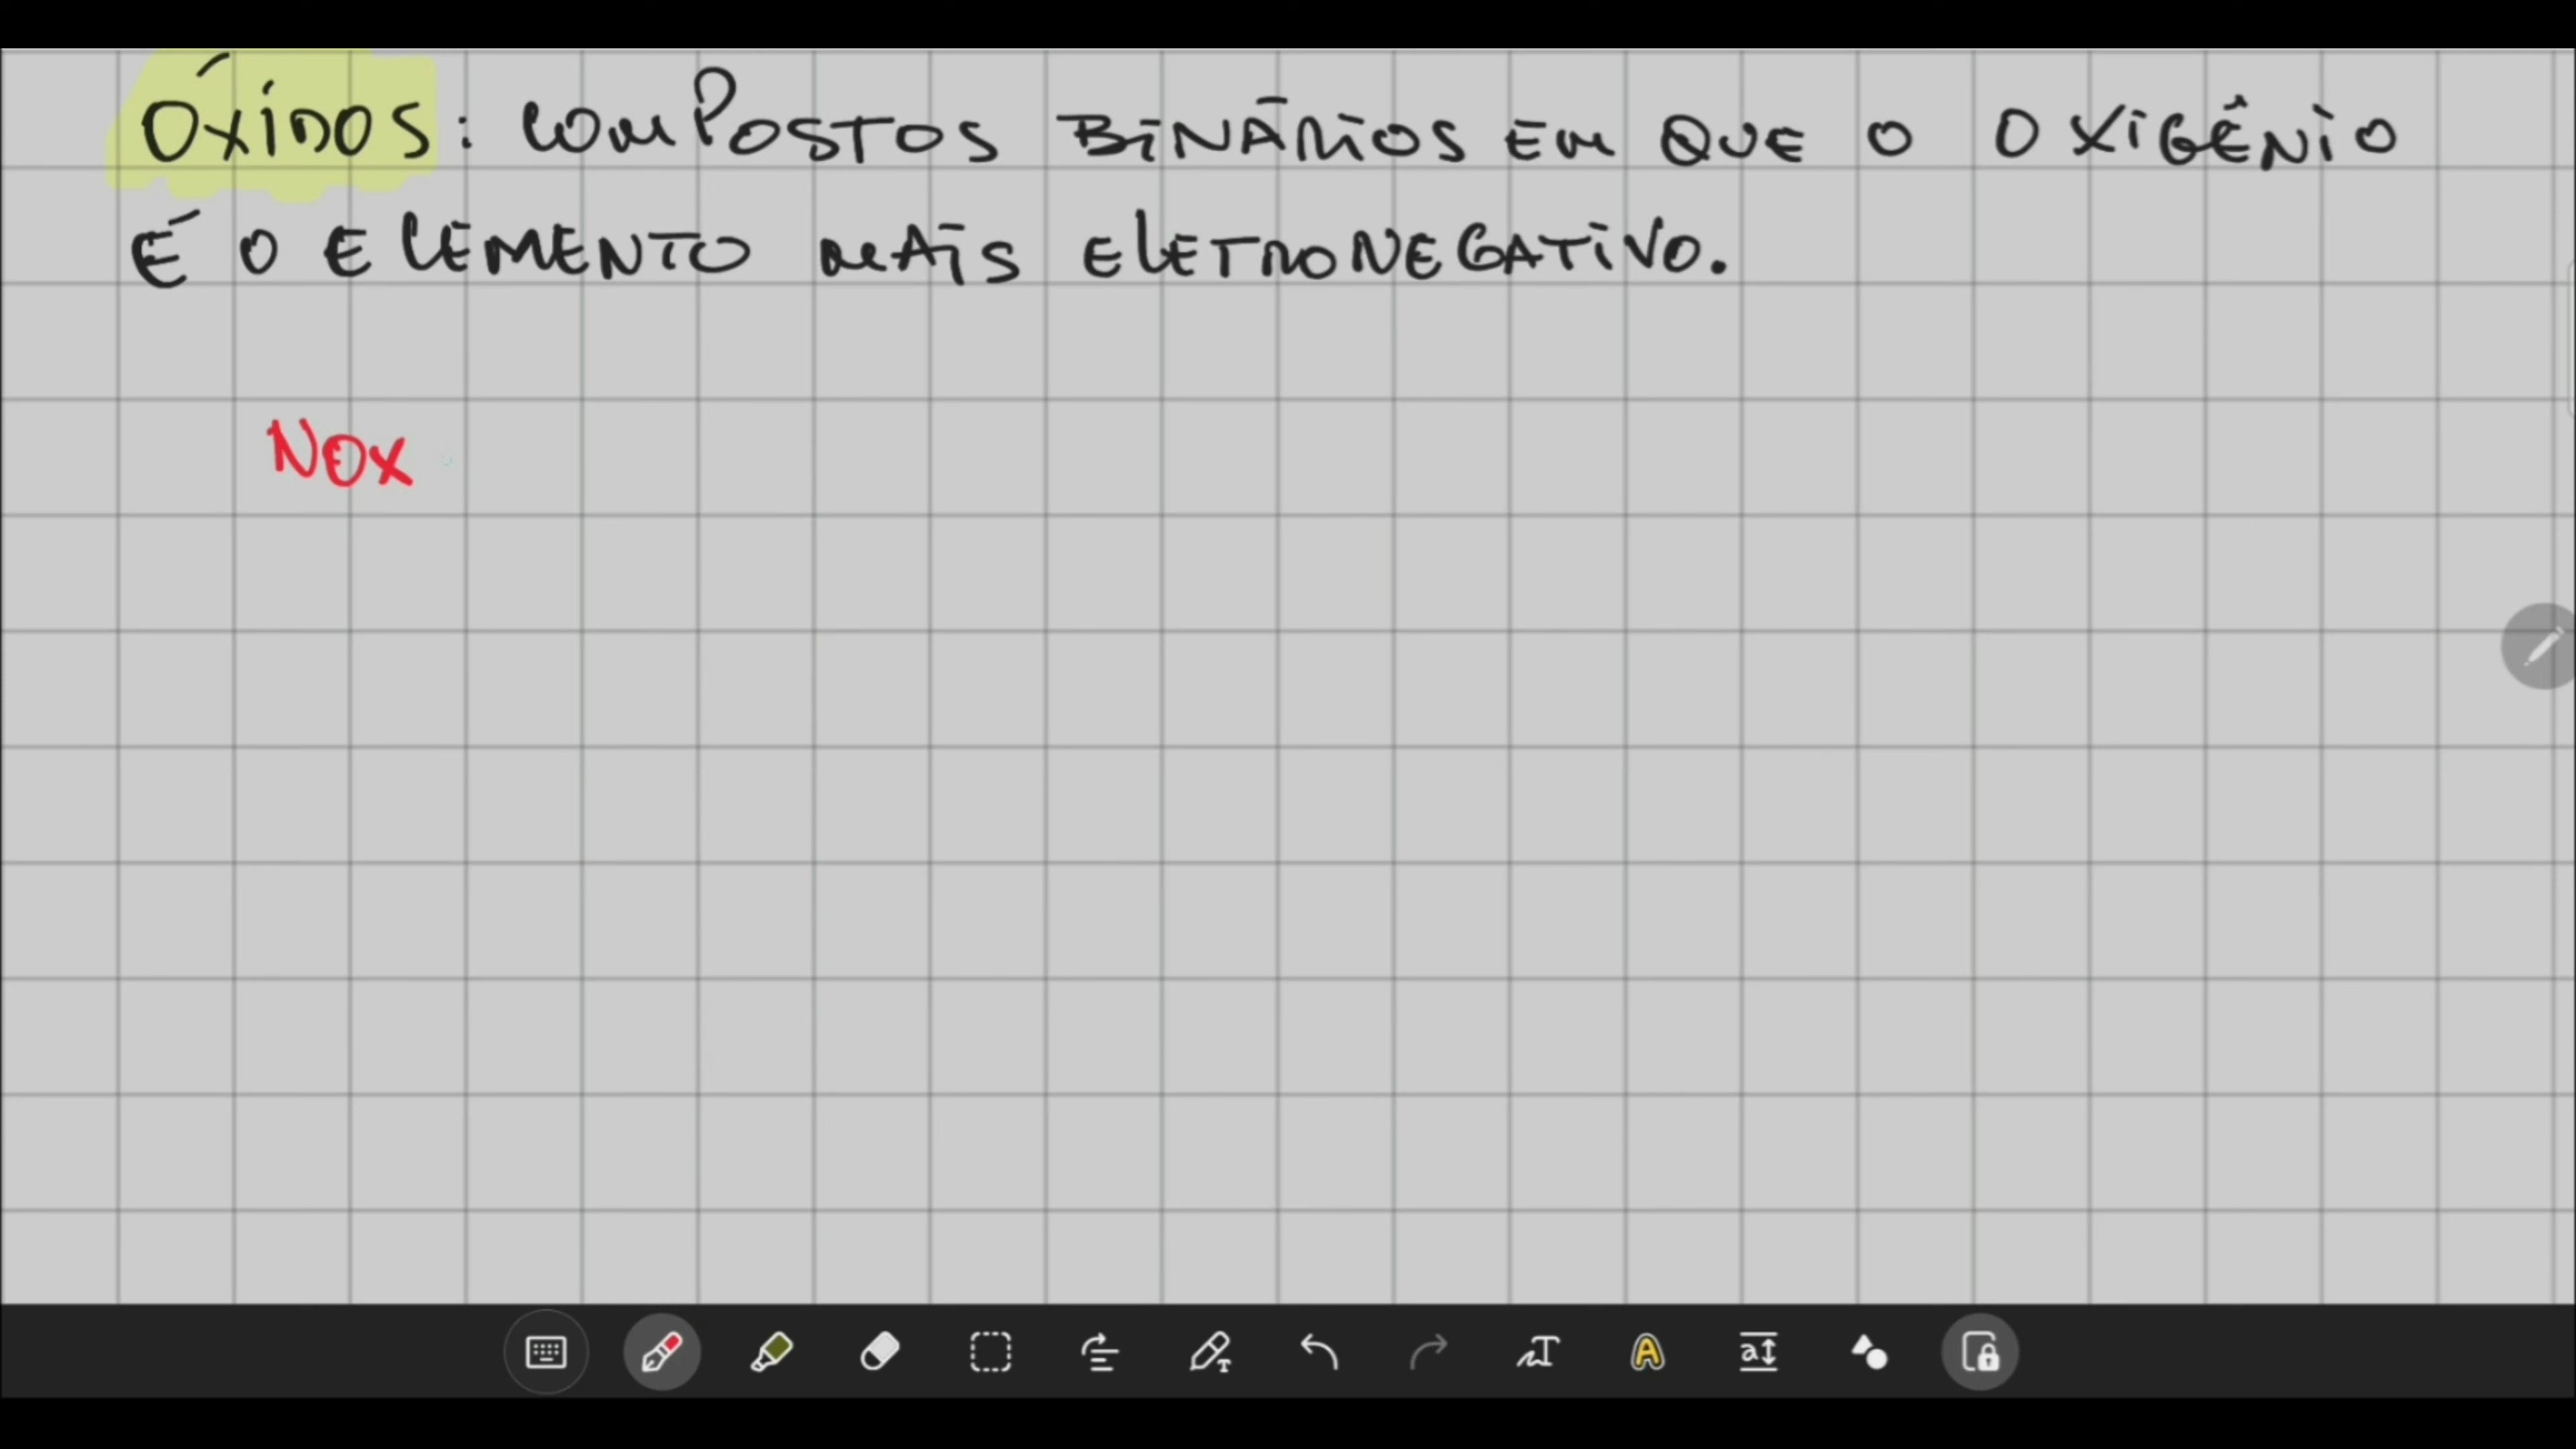 ÓXIDOS: COMPOSTOS BINÁRIOS EM QUE O OXIGÊNIO
É O ELEMENTO MAIS ELETRONEGATIVO.
NOX